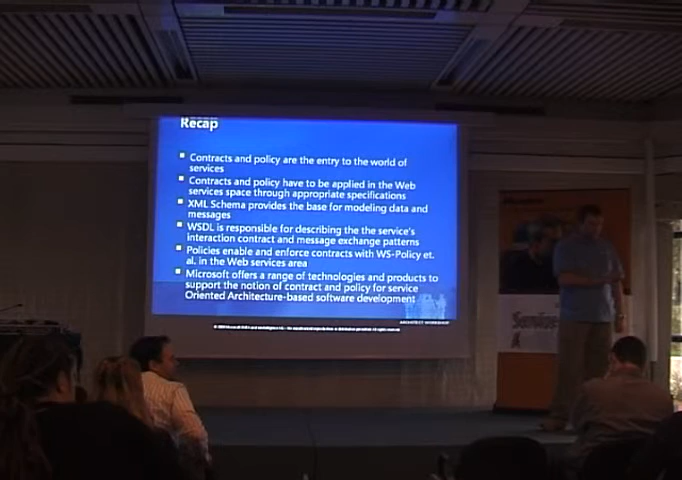 Recap
Contracts and policy are the entry to the world of
services
Contracts and policy have to be applied in the Web
services space through appropriate specifications
XML Schema provides the base for modeling data and
messages
WSDL is responsible for describing the the service's
interaction contract and message exchange patterns
Policies enable and enforce contracts with WS-Policy et.
al. in the Web services area
Microsoft offers a range of technologies and products to
support the notion of contract and policy for service
Oriented Architecture-based software development
ARCHITECT WORKSHOP